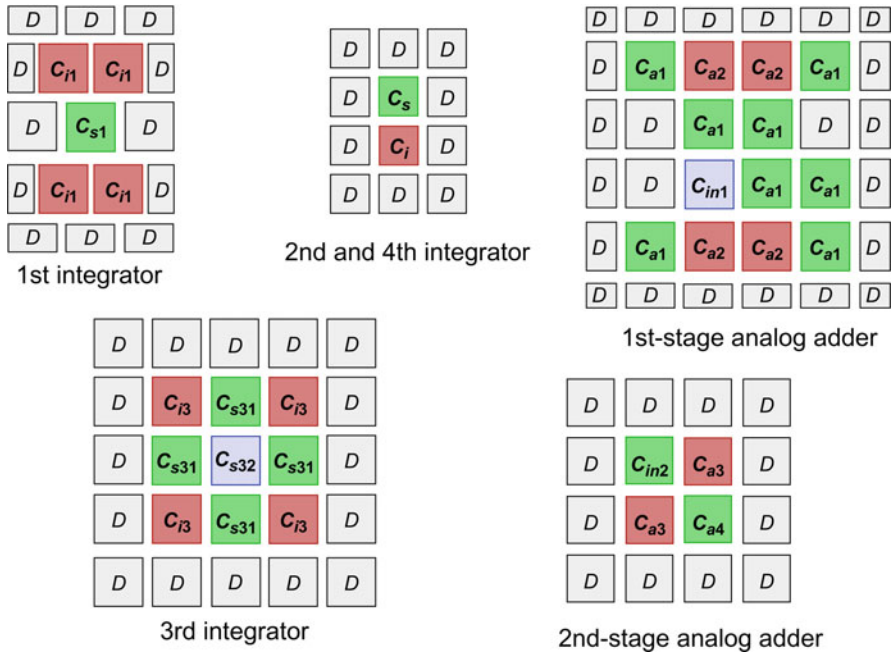 D D D
D C_i1 C_i1 D
D C_s1 D
D C_i1 C_i1 D
D D D
1st integrator
D D D
D C_s D
D C_i D
D D D
2nd and 4th integrator
D D D D D D
D C_a1 C_a2 C_a2 C_a1 D
D D C_a1 C_a1 D D
D D C_in1 C_a1 C_a1 D
D C_a1 C_a2 C_a2 C_a1 D
D D D D D D
1st-stage analog adder
D D D D D
D C_i3 C_s31 C_i3 D
D C_s31 C_s32 C_s31 D
D C_i3 C_s31 C_i3 D
D D D D D
3rd integrator
D D D D
D C_in2 C_a3 D
D C_a3 C_a4 D
D D D D
2nd-stage analog adder